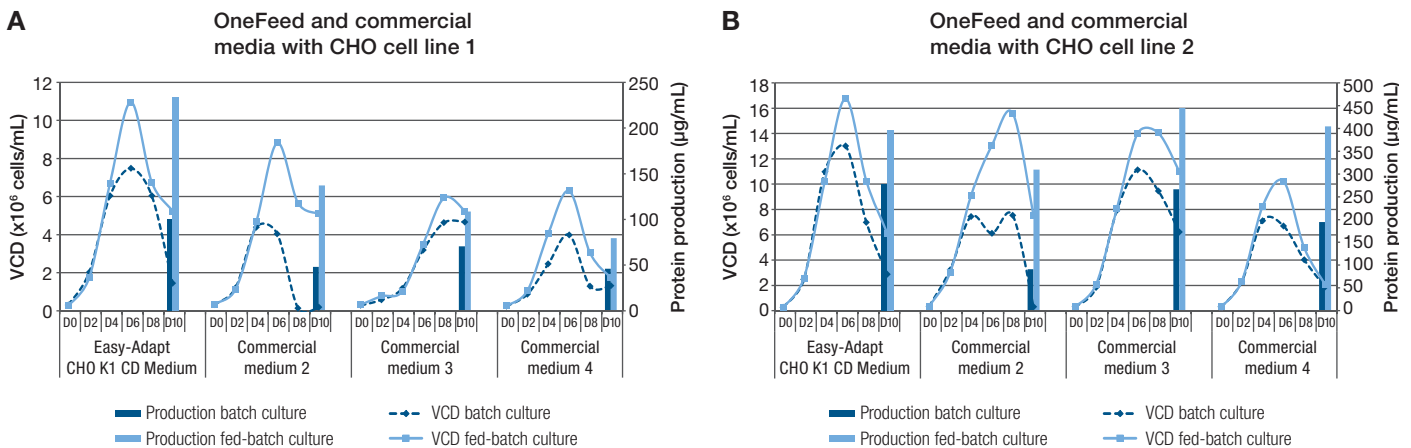 A
OneFeed and commercial
media with CHO cell line 1
VCD (x10⁶ cells/mL)
12
10
8
6
4
2
0
250
200
150
100
50
0
Protein production (µg/mL)
D0 D2 D4 D6 D8 D10
D0 D2 D4 D6 D8 D10
D0 D2 D4 D6 D8 D10
D0 D2 D4 D6 D8 D10
Easy-Adapt
CHO K1 CD Medium
Commercial
medium 2
Commercial
medium 3
Commercial
medium 4
Production batch culture
VCD batch culture
Production fed-batch culture
VCD fed-batch culture
B
OneFeed and commercial
media with CHO cell line 2
VCD (x10⁶ cells/mL)
18
16
14
12
10
8
6
4
2
0
500
450
400
350
300
250
200
150
100
50
0
Protein production (µg/mL)
D0 D2 D4 D6 D8 D10
D0 D2 D4 D6 D8 D10
D0 D2 D4 D6 D8 D10
D0 D2 D4 D6 D8 D10
Easy-Adapt
CHO K1 CD Medium
Commercial
medium 2
Commercial
medium 3
Commercial
medium 4
Production batch culture
VCD batch culture
Production fed-batch culture
VCD fed-batch culture